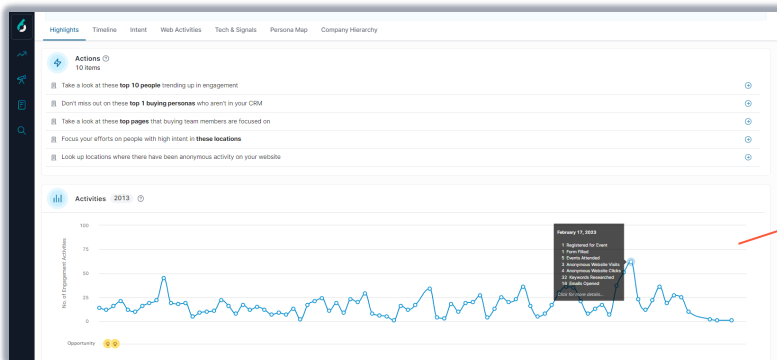 Highlights Timeline Intent Web Activities Tech & Signals Persona Map Company Hierarchy
Actions
10 items
Take a look at these top 10 people trending up in engagement
Don't miss out on these top 1 buying personas who aren't in your CRM
Take a look at these top pages that buying team members are focused on
Focus your efforts on people with high intent in these locations
Look up locations where there have been anonymous activity on your website
Activities 2013
No. of Engagement Activities
100
75
50
25
0
February 17, 2023
1 Registered for Event
1 Form Filled
5 Events Attended
3 Anonymous Website Visits
4 Anonymous Website Clicks
32 Keywords Researched
16 Emails Opened
Click for more details...
Opportunity